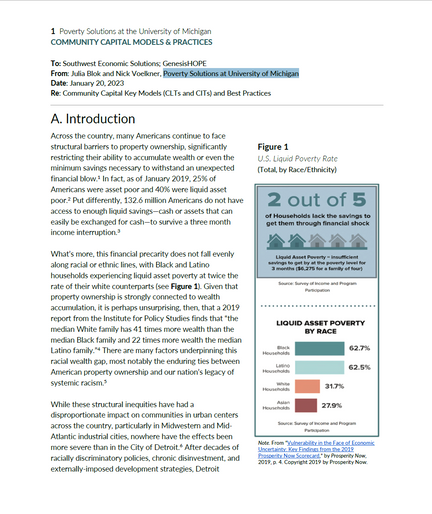 1 Poverty Solutions at the University of Michigan
COMMUNITY CAPITAL MODELS & PRACTICES
To: Southwest Economic Solutions; GenesisHOPE
From: Julia Blok and Nick Voelkner, Poverty Solutions at University of Michigan
Date: January 20, 2023
Re: Community Capital Key Models (CLTs and CITs) and Best Practices
A. Introduction
Across the country, many Americans continue to face
structural barriers to property ownership, significantly
restricting their ability to accumulate wealth or even the
minimum savings necessary to withstand an unexpected
financial blow.¹ In fact, as of January 2019, 25% of
Americans were asset poor and 40% were liquid asset
poor.² Put differently, 132.6 million Americans do not have
access to enough liquid savings—cash or assets that can
easily be exchanged for cash—to survive a three month
income interruption.³
What's more, this financial precarity does not fall evenly
along racial or ethnic lines, with Black and Latino
households experiencing liquid asset poverty at twice the
rate of their white counterparts (see Figure 1). Given that
property ownership is strongly connected to wealth
accumulation, it is perhaps unsurprising, then, that a 2019
report from the Institute for Policy Studies finds that "the
median White family has 41 times more wealth than the
median Black family and 22 times more wealth than the
median Latino family."⁴ There are many factors underpinning this
racial wealth gap, most notably the enduring ties between
American property ownership and our nation's legacy of
systemic racism.⁵
While these structural inequities have had a
disproportionate impact on communities in urban centers
across the country, particularly in Midwestern and Mid-
Atlantic industrial cities, nowhere have the effects been
more severe than in the City of Detroit.⁶ After decades of
racially discriminatory policies, chronic disinvestment, and
externally-imposed development strategies, Detroit
Figure 1
U.S. Liquid Poverty Rate
(Total, by Race/Ethnicity)
2 out of 5
of Households lack the savings to
get them through financial shock
Liquid Asset Poverty = insufficient
savings to get by at the poverty level for
3 months ($6,275 for a family of four)
Source: Survey of Income and Program
Participation
LIQUID ASSET POVERTY
BY RACE
Black
Households
62.7%
Latino
Households
62.5%
White
Households
31.7%
Asian
Households
27.9%
Source: Survey of Income and Program
Participation
Note. From "Vulnerability in the Face of Economic
Uncertainty: Key Findings from the 2019
Prosperity Now Scorecard," by Prosperity Now,
2019, p. 4. Copyright 2019 by Prosperity Now.